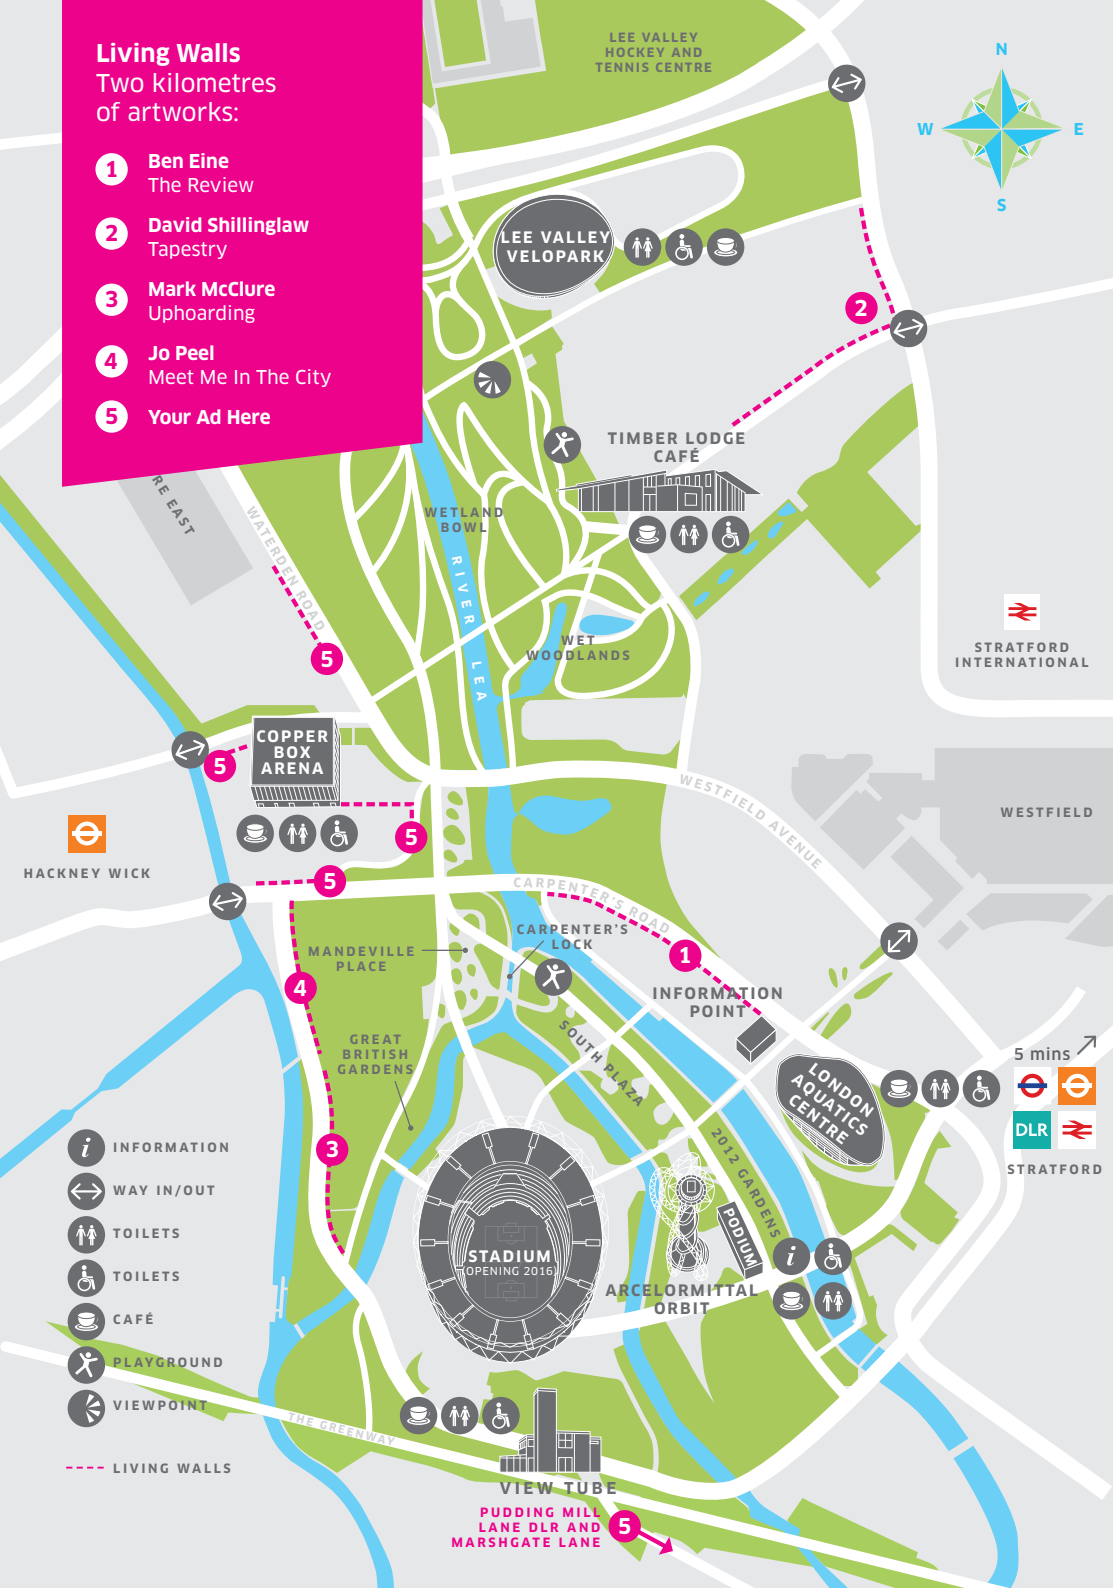 Living Walls
Two kilometres
of artworks:
1 Ben Eine
The Review
2 David Shillinglaw
Tapestry
3 Mark McClure
Uphoarding
4 Jo Peel
Meet Me In The City
5 Your Ad Here
LEE VALLEY
HOCKEY AND
TENNIS CENTRE
N
W
E
S
LEE VALLEY
VELOPARK
2
TIMBER LODGE
CAFÉ
RE EAST
WATERDEN ROAD
WETLAND
BOWL
RIVER LEA
WET
WOODLANDS
STRATFORD
INTERNATIONAL
5
COPPER
BOX
ARENA
5
5
5
HACKNEY WICK
WESTFIELD AVENUE
WESTFIELD
CARPENTER'S ROAD
CARPENTER'S
LOCK
MANDEVILLE
PLACE
1
INFORMATION
POINT
4
GREAT
BRITISH
GARDENS
SOUTH PLAZA
LONDON
AQUATICS
CENTRE
5 mins
DLR
STRATFORD
3
2012 GARDENS
PODIUM
i
STADIUM
OPENING 2016
ARCELORMITTAL
ORBIT
i INFORMATION
WAY IN/OUT
TOILETS
TOILETS
CAFÉ
PLAYGROUND
VIEWPOINT
LIVING WALLS
THE GREENWAY
VIEW TUBE
PUDDING MILL
LANE DLR AND
MARSHGATE LANE
5